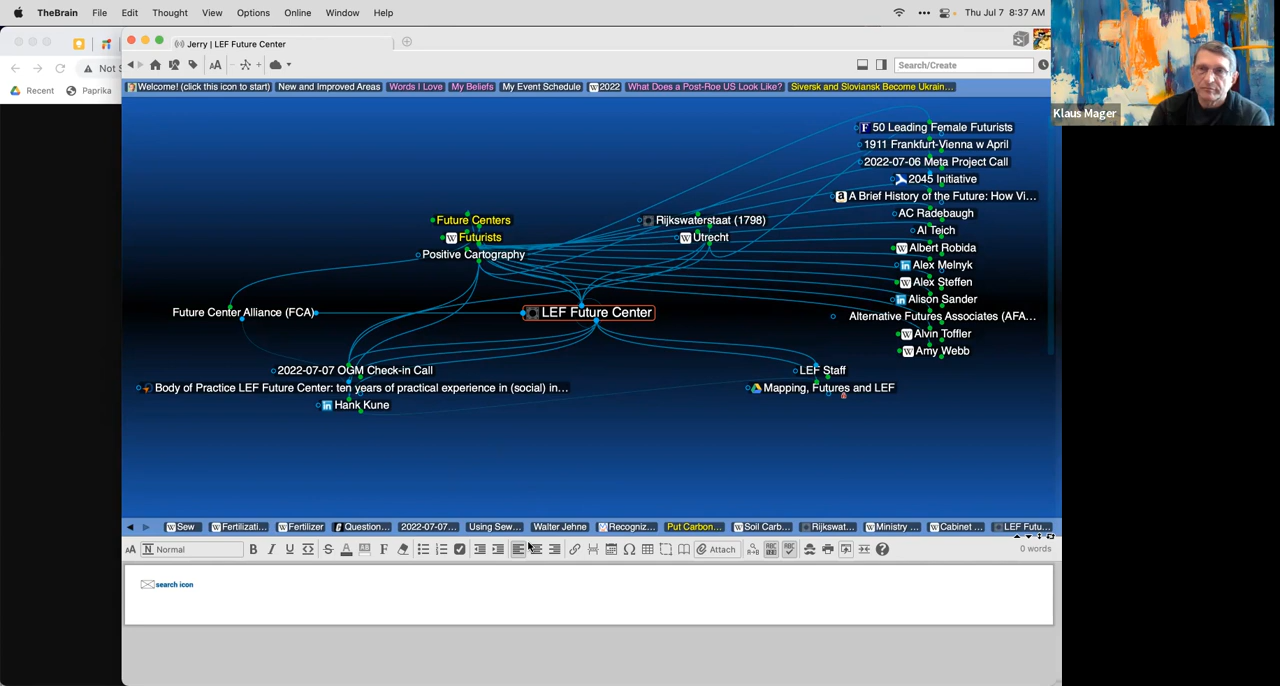 TheBrain File Edit Thought View Options Online Window Help
Thu Jul 7 8:37 AM
Jerry | LEF Future Center
Not S
Search/Create
Recent
Paprika
Welcome! (click this icon to start) New and Improved Areas Words I Love My Beliefs My Event Schedule 2022 What Does a Post-Roe US Look Like? Siversk and Sloviansk Become Ukrain...
Klaus Mager
50 Leading Female Futurists
1911 Frankfurt-Vienna w April
2022-07-06 Meta Project Call
2045 Initiative
A Brief History of the Future: How Vi...
AC Radebaugh
Al Teich
Albert Robida
Alex Melnyk
Alex Steffen
Alison Sander
Alternative Futures Associates (AFA...
Alvin Toffler
Amy Webb
Future Centers
Futurists
Positive Cartography
Rijkswaterstaat (1798)
Utrecht
Future Center Alliance (FCA)
LEF Future Center
2022-07-07 OGM Check-in Call
Body of Practice LEF Future Center: ten years of practical experience in (social) in...
Hank Kune
LEF Staff
Mapping, Futures and LEF
Sew Fertilizati... Fertilizer Question... 2022-07-07... Using Sew... Walter Jehne Recogniz... Put Carbon... Soil Carb... Rijkswat... Ministry ... Cabinet ... LEF Futu...
Normal
Attach
0 words
search icon